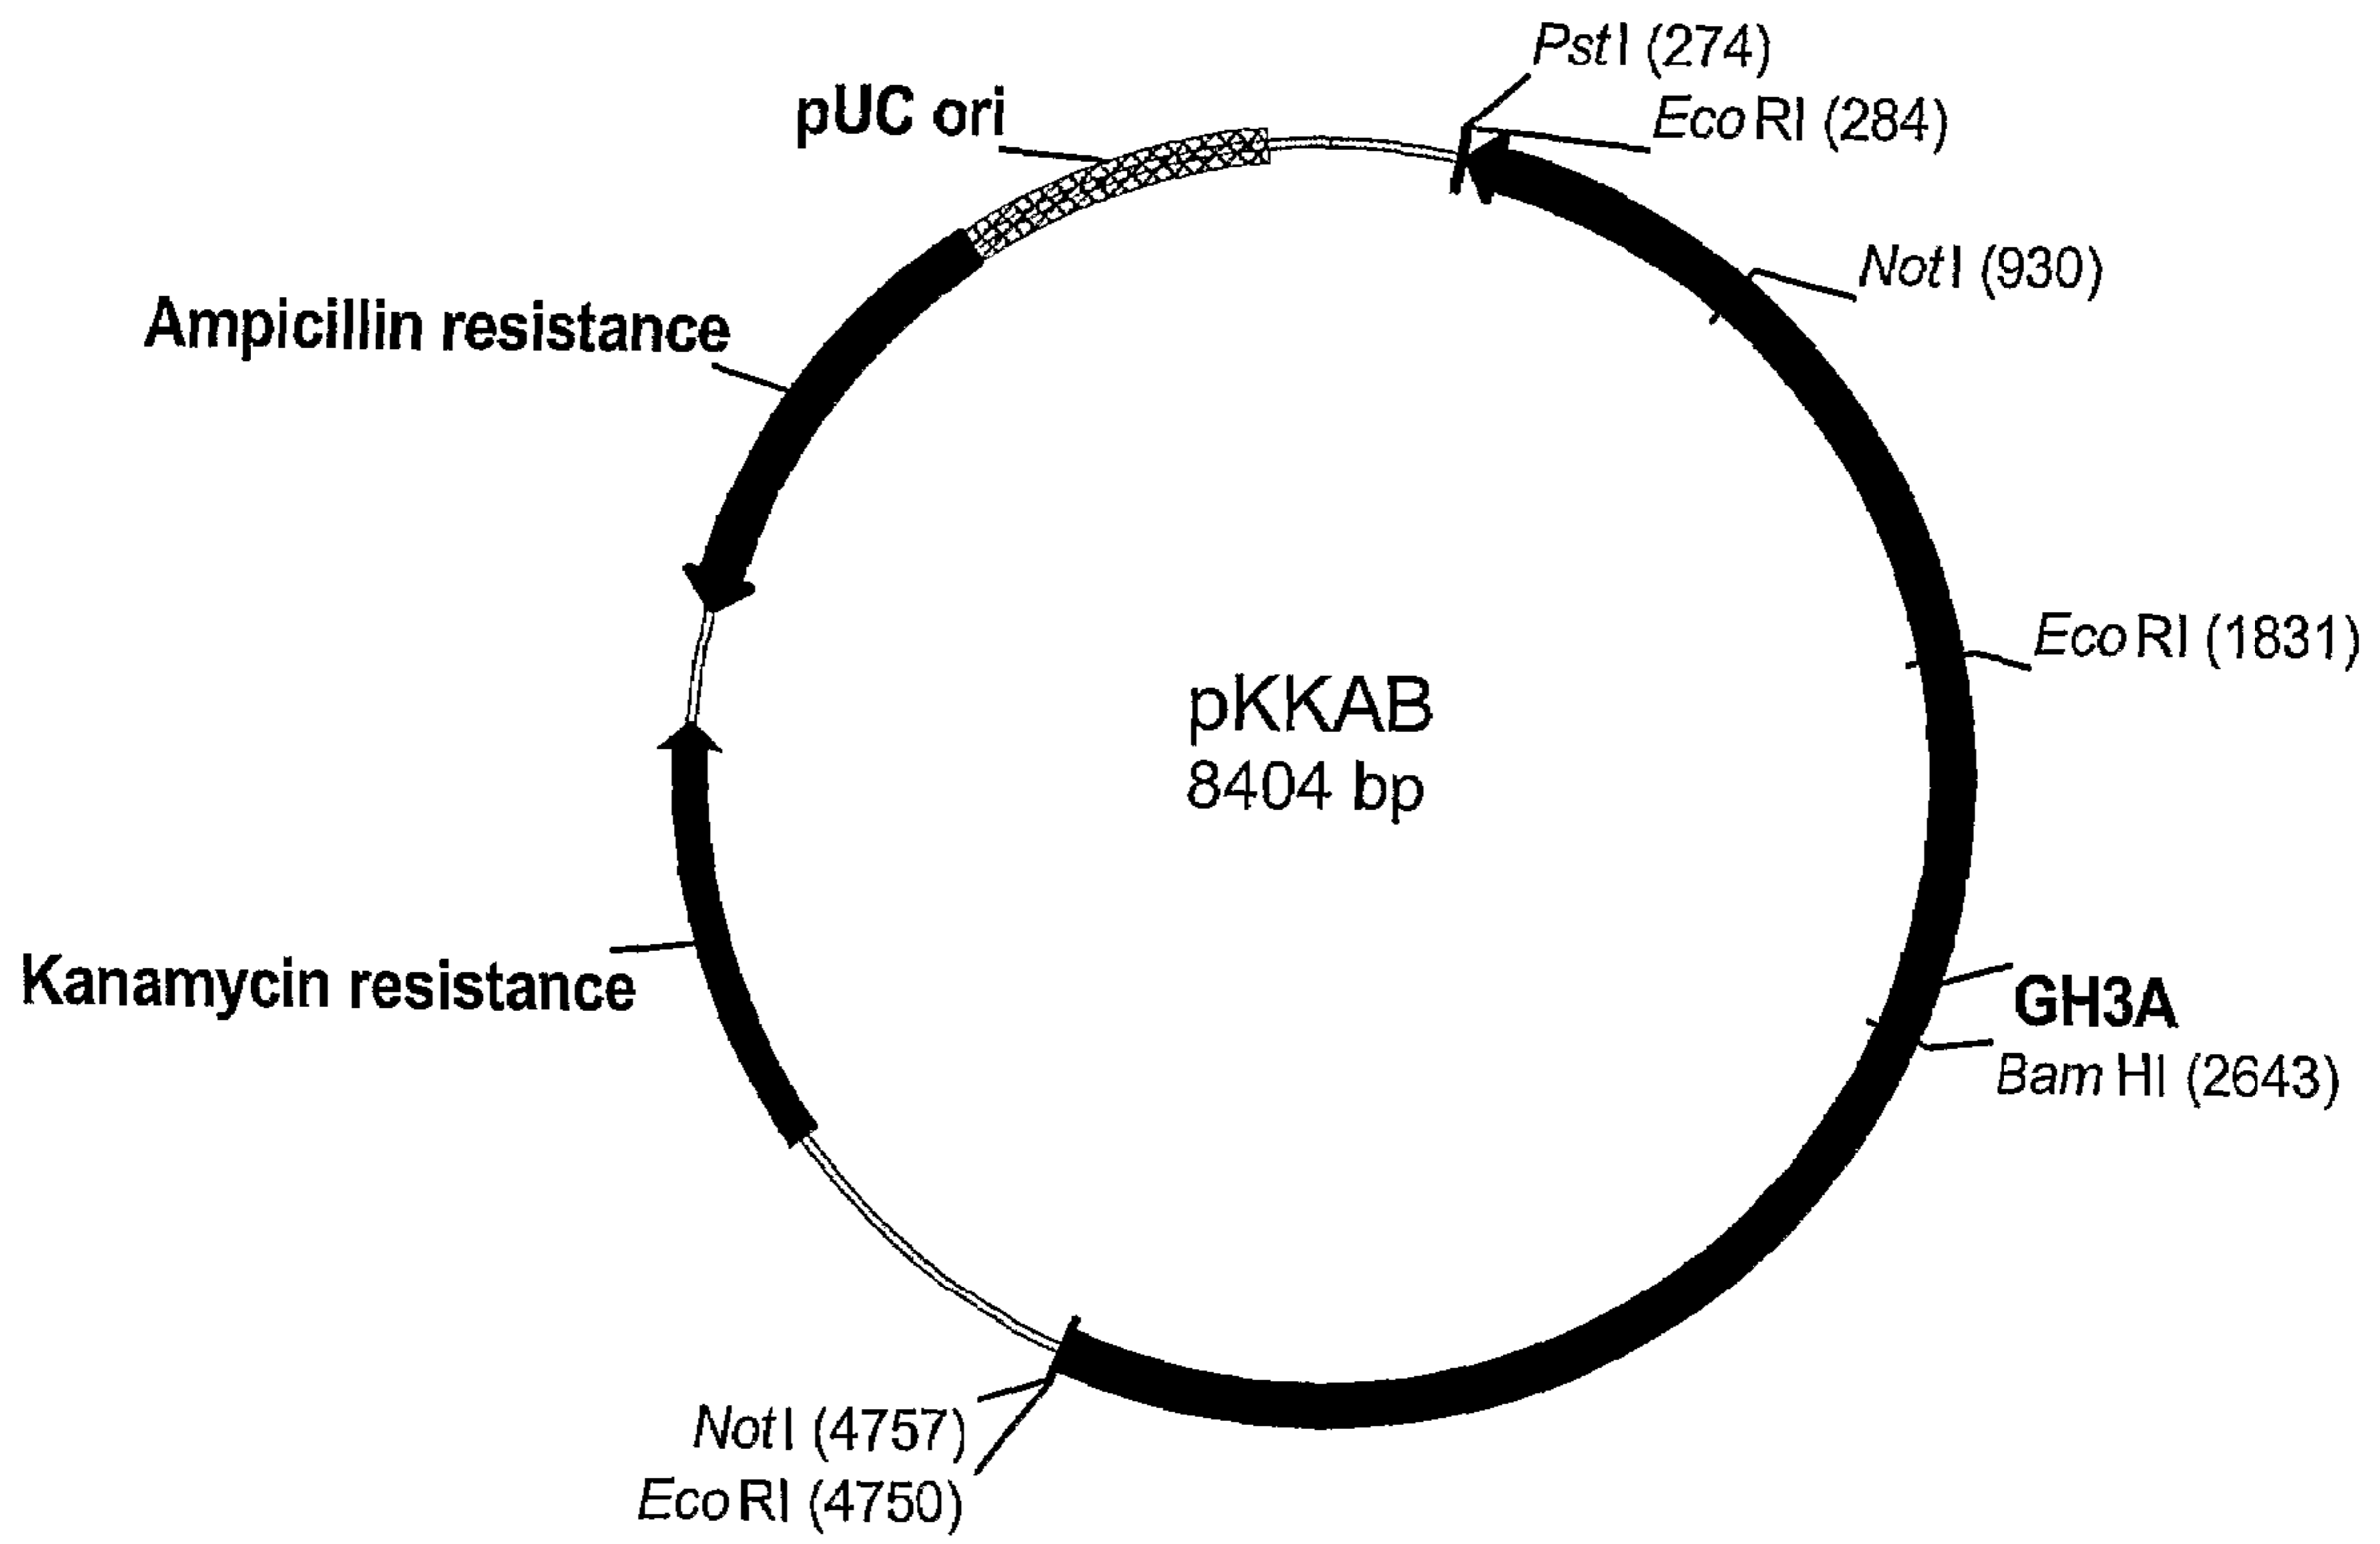 PstI (274)
EcoRI (284)
pUC ori
NotI (930)
Ampicillin resistance
EcoRI (1831)
pKKAB
8404 bp
Kanamycin resistance
GH3A
BamHI (2643)
NotI (4757)
EcoRI (4750)